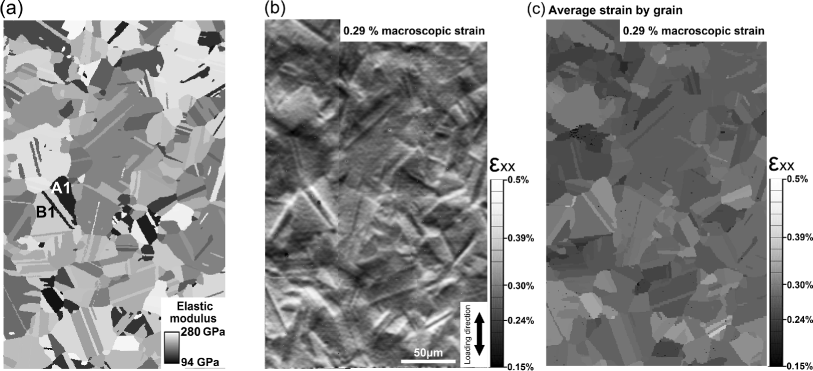 (a)
A1
B1
Elastic
modulus
280 GPa
94 GPa
(b)
0.29 % macroscopic strain
εxx
0.5%
0.39%
0.30%
0.24%
0.15%
Loading direction
50μm
(c) Average strain by grain
0.29 % macroscopic strain
εxx
0.5%
0.39%
0.30%
0.24%
0.15%